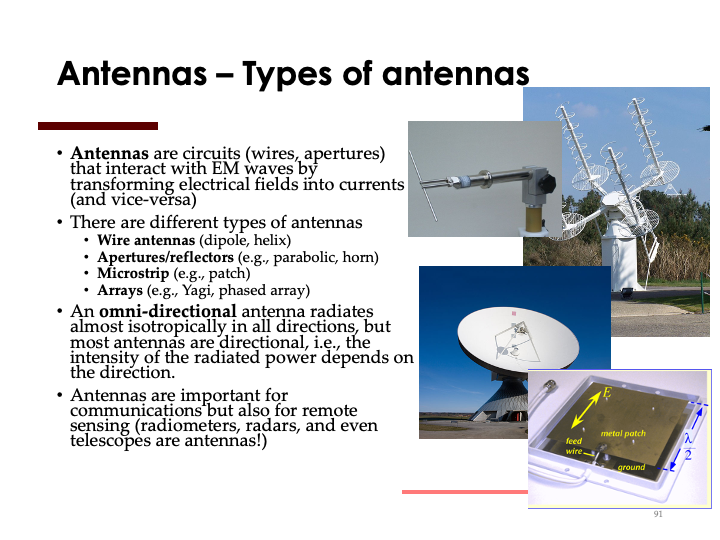 Antennas – Types of antennas
• Antennas are circuits (wires, apertures)
that interact with EM waves by
transforming electrical fields into currents
(and vice-versa)
• There are different types of antennas
• Wire antennas (dipole, helix)
• Apertures/reflectors (e.g., parabolic, horn)
• Microstrip (e.g., patch)
• Arrays (e.g., Yagi, phased array)
• An omni-directional antenna radiates
almost isotropically in all directions, but
most antennas are directional, i.e., the
intensity of the radiated power depends on
the direction.
• Antennas are important for
communications but also for remote
sensing (radiometers, radars, and even
telescopes are antennas!)
E
metal patch
feed
wire
ground
λ
2
91